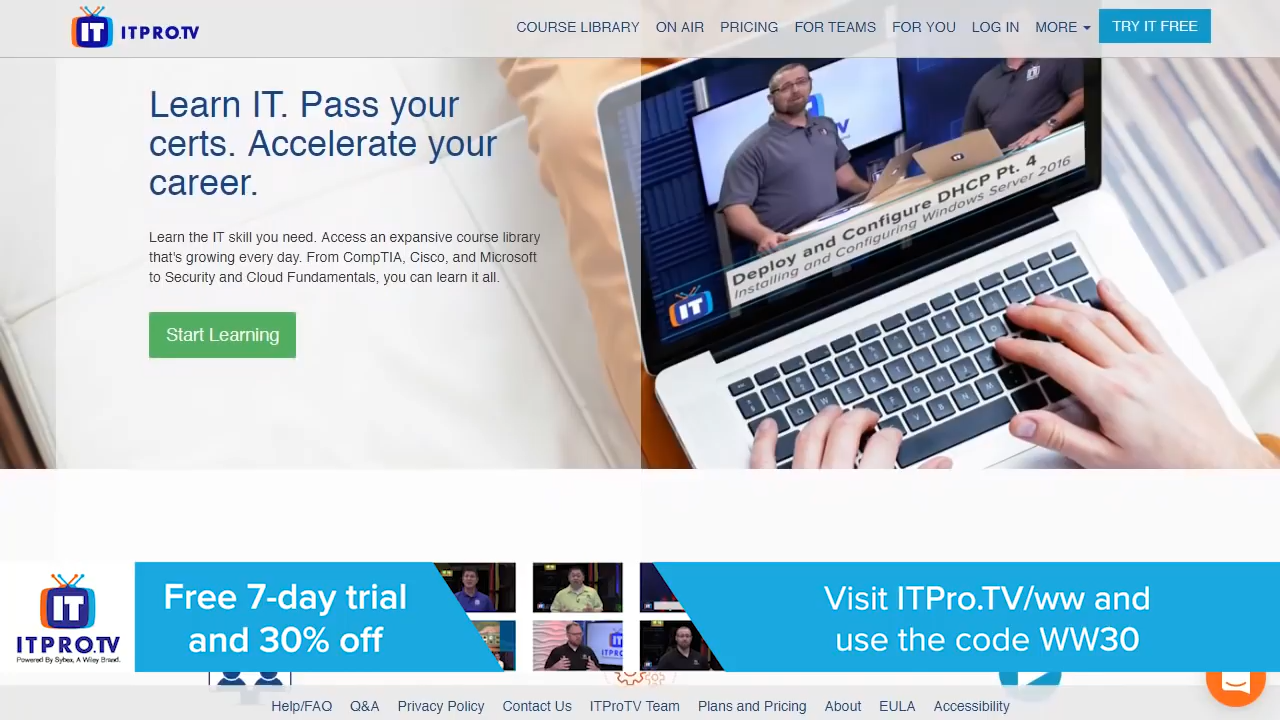 IT ITPRO.TV
COURSE LIBRARY ON AIR PRICING FOR TEAMS FOR YOU LOG IN MORE TRY IT FREE
Learn IT. Pass your
certs. Accelerate your
career.
Learn the IT skill you need. Access an expansive course library
that's growing every day. From CompTIA, Cisco, and Microsoft
to Security and Cloud Fundamentals, you can learn it all.
Start Learning
Deploy and Configure DHCP Pt. 4
Installing and Configuring Windows Server 2016
IT
IT
ITPRO.TV
Powered By Sybex, A Wiley Brand.
Free 7-day trial
and 30% off
Visit ITPro.TV/ww and
use the code WW30
Help/FAQ Q&A Privacy Policy Contact Us ITProTV Team Plans and Pricing About EULA Accessibility